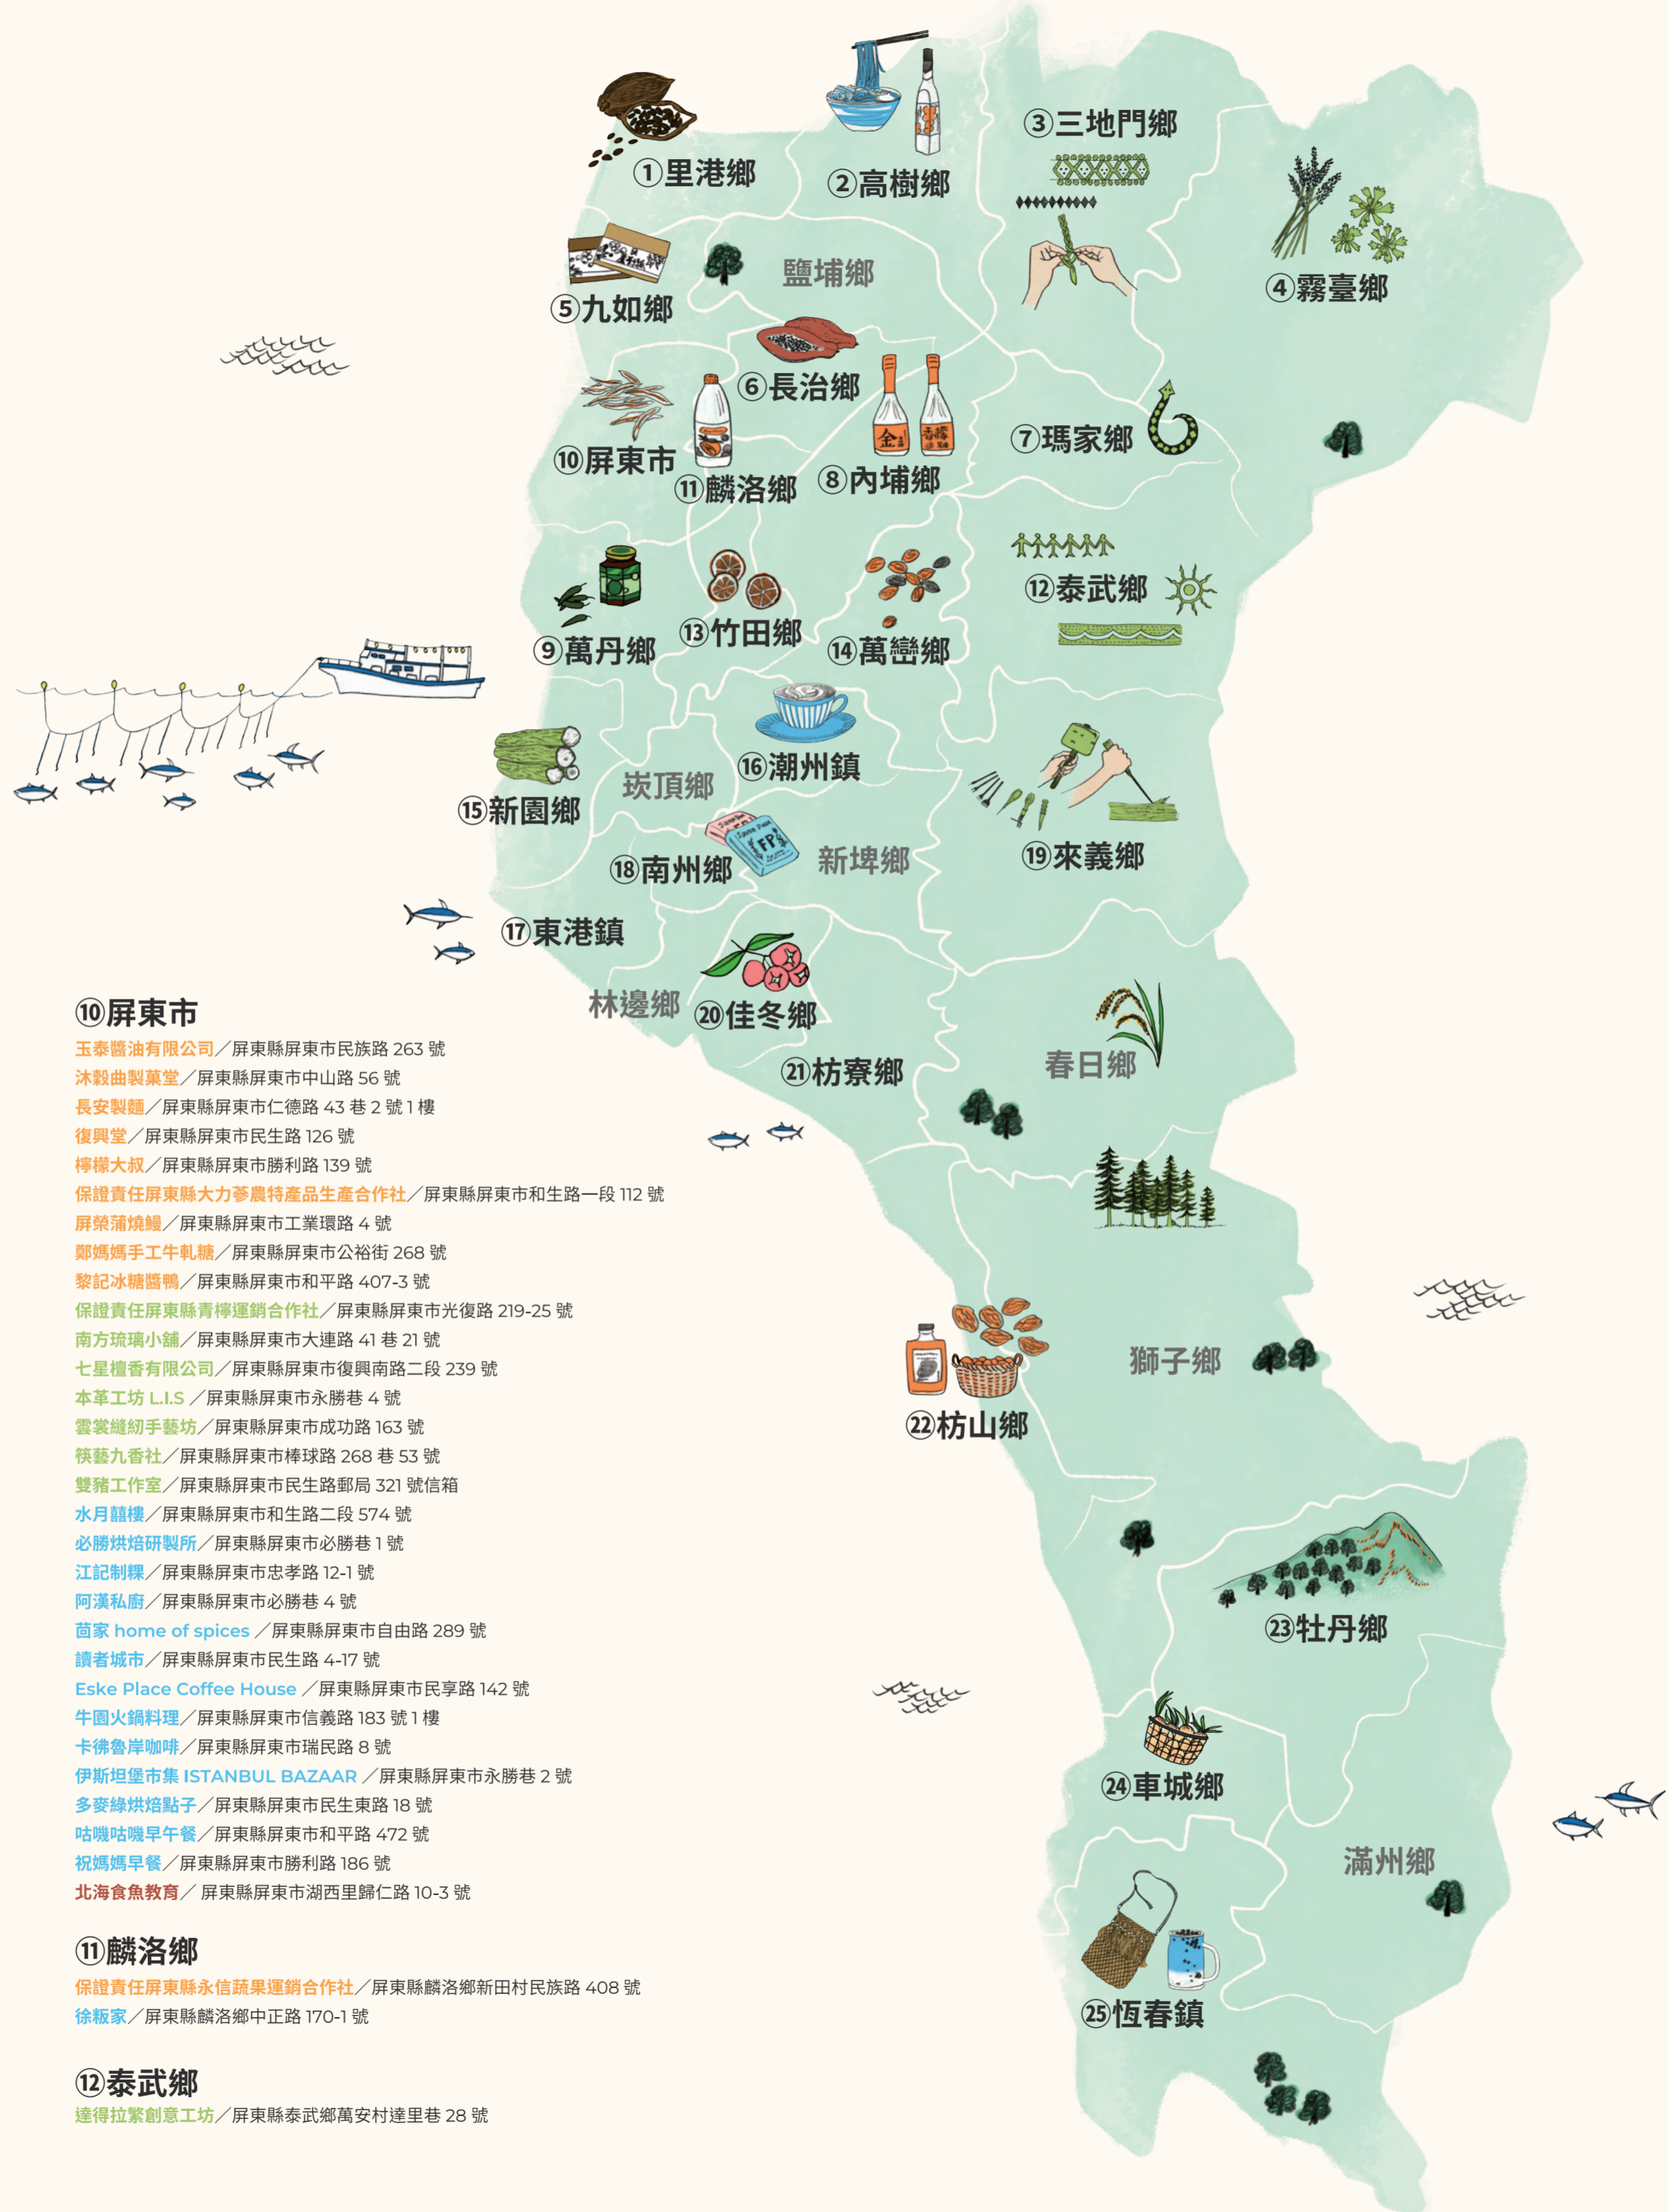 ①里港鄉
②高樹鄉
③三地門鄉
④霧臺鄉
鹽埔鄉
⑤九如鄉
⑥長治鄉
金
⑦瑪家鄉
⑩屏東市
⑪麟洛鄉
⑧內埔鄉
⑫泰武鄉
⑨萬丹鄉
⑬竹田鄉
⑭萬巒鄉
⑯潮州鎮
崁頂鄉
⑮新園鄉
FP
⑱南州鄉
新埤鄉
⑲來義鄉
⑰東港鎮
林邊鄉
⑳佳冬鄉
㉑枋寮鄉
春日鄉
獅子鄉
㉒枋山鄉
㉓牡丹鄉
㉔車城鄉
滿州鄉
㉕恆春鎮
⑩屏東市
玉泰醬油有限公司／屏東縣屏東市民族路 263 號
沐穀曲製菓堂／屏東縣屏東市中山路 56 號
長安製麵／屏東縣屏東市仁德路 43 巷 2 號 1 樓
復興堂／屏東縣屏東市民生路 126 號
檸檬大叔／屏東縣屏東市勝利路 139 號
保證責任屏東縣大力蔘農特產品生產合作社／屏東縣屏東市和生路一段 112 號
屏榮蒲燒鰻／屏東縣屏東市工業環路 4 號
鄭媽媽手工牛軋糖／屏東縣屏東市公裕街 268 號
黎記冰糖醬鴨／屏東縣屏東市和平路 407-3 號
保證責任屏東縣青檸運銷合作社／屏東縣屏東市光復路 219-25 號
南方琉璃小舖／屏東縣屏東市大連路 41 巷 21 號
七星檀香有限公司／屏東縣屏東市復興南路二段 239 號
本革工坊 L.I.S ／屏東縣屏東市永勝巷 4 號
雲裳縫紉手藝坊／屏東縣屏東市成功路 163 號
筷藝九香社／屏東縣屏東市棒球路 268 巷 53 號
雙豬工作室／屏東縣屏東市民生路郵局 321 號信箱
水月囍樓／屏東縣屏東市和生路二段 574 號
必勝烘焙研製所／屏東縣屏東市必勝巷 1 號
江記制粿／屏東縣屏東市忠孝路 12-1 號
阿漢私廚／屏東縣屏東市必勝巷 4 號
茴家 home of spices ／屏東縣屏東市自由路 289 號
讀者城市／屏東縣屏東市民生路 4-17 號
Eske Place Coffee House ／屏東縣屏東市民享路 142 號
牛園火鍋料理／屏東縣屏東市信義路 183 號 1 樓
卡彿魯岸咖啡／屏東縣屏東市瑞民路 8 號
伊斯坦堡市集 ISTANBUL BAZAAR ／屏東縣屏東市永勝巷 2 號
多麥綠烘焙點子／屏東縣屏東市民生東路 18 號
咕嘰咕嘰早午餐／屏東縣屏東市和平路 472 號
祝媽媽早餐／屏東縣屏東市勝利路 186 號
北海食魚教育／ 屏東縣屏東市湖西里歸仁路 10-3 號
⑪麟洛鄉
保證責任屏東縣永信蔬果運銷合作社／屏東縣麟洛鄉新田村民族路 408 號
徐粄家／屏東縣麟洛鄉中正路 170-1 號
⑫泰武鄉
達得拉繁創意工坊／屏東縣泰武鄉萬安村達里巷 28 號